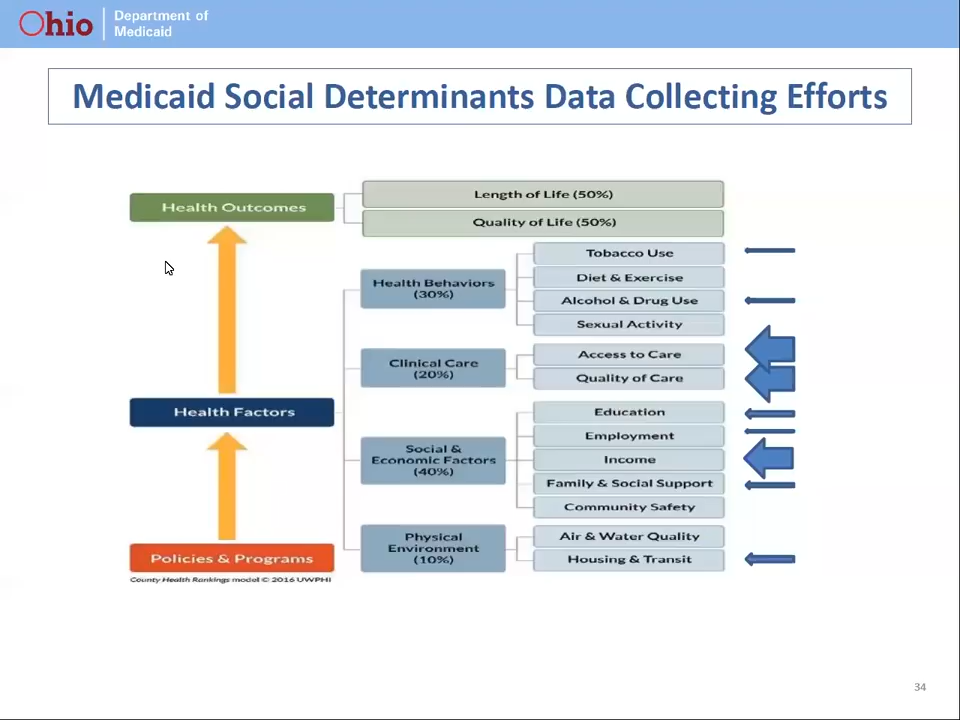 Ohio
Department of
Medicaid
Medicaid Social Determinants Data Collecting Efforts
Health Outcomes
Length of Life (50%)
Quality of Life (50%)
Health Behaviors
(30%)
Tobacco Use
Diet & Exercise
Alcohol & Drug Use
Sexual Activity
Clinical Care
(20%)
Access to Care
Quality of Care
Health Factors
Social &
Economic Factors
(40%)
Education
Employment
Income
Family & Social Support
Community Safety
Physical
Environment
(10%)
Air & Water Quality
Housing & Transit
Policies & Programs
County Health Rankings model © 2016 UWPHI
34